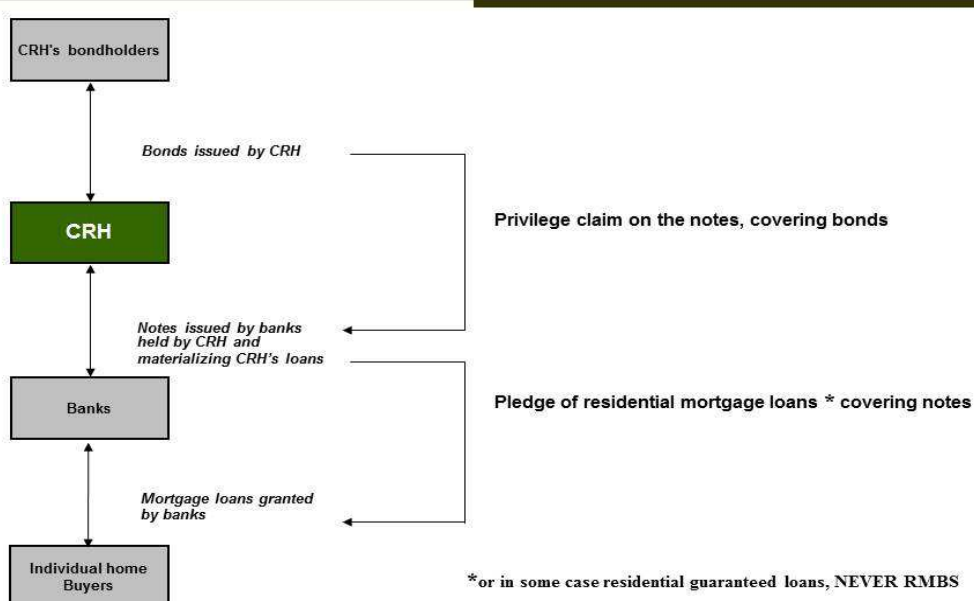 CRH's bondholders
Bonds issued by CRH
Privilege claim on the notes, covering bonds
CRH
Notes issued by banks
held by CRH and
materializing CRH's loans
Banks
Pledge of residential mortgage loans * covering notes
Mortgage loans granted
by banks
Individual home
Buyers
*or in some case residential guaranteed loans, NEVER RMBS